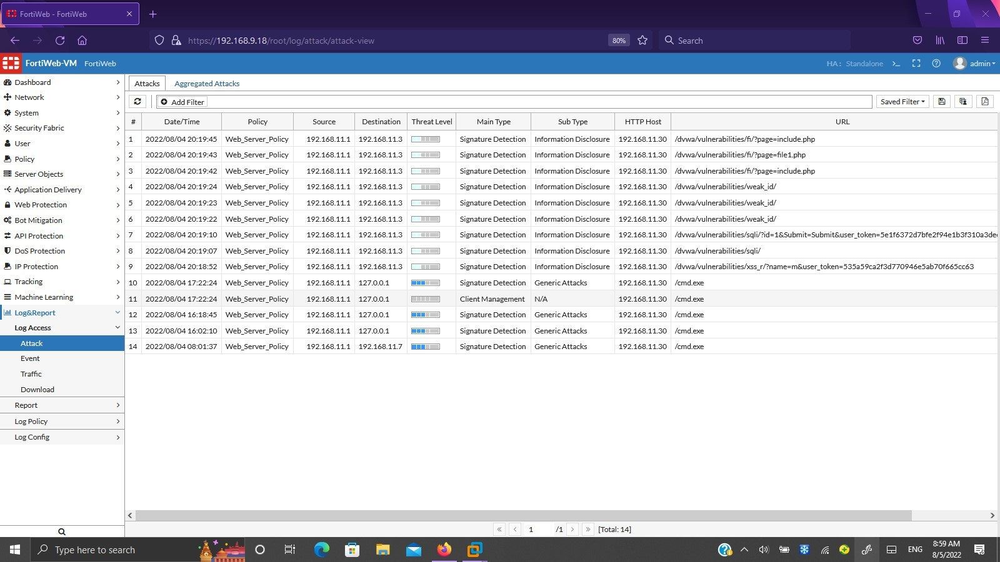 FortiWeb - FortiWeb
https://192.168.9.18/root/log/attack/attack-view
80%
Search
FortiWeb-VM FortiWeb
HA: Standalone
admin
Dashboard
Network
System
Security Fabric
User
Policy
Server Objects
Application Delivery
Web Protection
Bot Mitigation
API Protection
DoS Protection
IP Protection
Tracking
Machine Learning
Log&Report
Log Access
Attack
Event
Traffic
Download
Report
Log Policy
Log Config
Attacks Aggregated Attacks
Add Filter
Saved Filter
# Date/Time Policy Source Destination Threat Level Main Type Sub Type HTTP Host URL
1 2022/08/04 20:19:45 Web_Server_Policy 192.168.11.1 192.168.11.3 Signature Detection Information Disclosure 192.168.11.30 /dvwa/vulnerabilities/fi/?page=include.php
2 2022/08/04 20:19:43 Web_Server_Policy 192.168.11.1 192.168.11.3 Signature Detection Information Disclosure 192.168.11.30 /dvwa/vulnerabilities/fi/?page=file1.php
3 2022/08/04 20:19:42 Web_Server_Policy 192.168.11.1 192.168.11.3 Signature Detection Information Disclosure 192.168.11.30 /dvwa/vulnerabilities/fi/?page=include.php
4 2022/08/04 20:19:24 Web_Server_Policy 192.168.11.1 192.168.11.3 Signature Detection Information Disclosure 192.168.11.30 /dvwa/vulnerabilities/weak_id/
5 2022/08/04 20:19:23 Web_Server_Policy 192.168.11.1 192.168.11.3 Signature Detection Information Disclosure 192.168.11.30 /dvwa/vulnerabilities/weak_id/
6 2022/08/04 20:19:22 Web_Server_Policy 192.168.11.1 192.168.11.3 Signature Detection Information Disclosure 192.168.11.30 /dvwa/vulnerabilities/weak_id/
7 2022/08/04 20:19:10 Web_Server_Policy 192.168.11.1 192.168.11.3 Signature Detection Information Disclosure 192.168.11.30 /dvwa/vulnerabilities/sqli/?id=1&Submit=Submit&user_token=5e1f6372d7bfe2f94e1b3f310a3de
8 2022/08/04 20:19:07 Web_Server_Policy 192.168.11.1 192.168.11.3 Signature Detection Information Disclosure 192.168.11.30 /dvwa/vulnerabilities/sqli/
9 2022/08/04 20:18:52 Web_Server_Policy 192.168.11.1 192.168.11.3 Signature Detection Information Disclosure 192.168.11.30 /dvwa/vulnerabilities/xss_r/?name=m&user_token=535a59ca2f3d770946e5ab70f665cc63
10 2022/08/04 17:22:24 Web_Server_Policy 192.168.11.1 127.0.0.1 Signature Detection Generic Attacks 192.168.11.30 /cmd.exe
11 2022/08/04 17:22:24 Web_Server_Policy 192.168.11.1 127.0.0.1 Client Management N/A 192.168.11.30 /cmd.exe
12 2022/08/04 16:18:45 Web_Server_Policy 192.168.11.1 127.0.0.1 Signature Detection Generic Attacks 192.168.11.30 /cmd.exe
13 2022/08/04 16:02:10 Web_Server_Policy 192.168.11.1 127.0.0.1 Signature Detection Generic Attacks 192.168.11.30 /cmd.exe
14 2022/08/04 08:01:37 Web_Server_Policy 192.168.11.1 192.168.11.7 Signature Detection Generic Attacks 192.168.11.30 /cmd.exe
1 /1 [Total: 14]
Type here to search
ENG
8:59 AM
8/5/2022